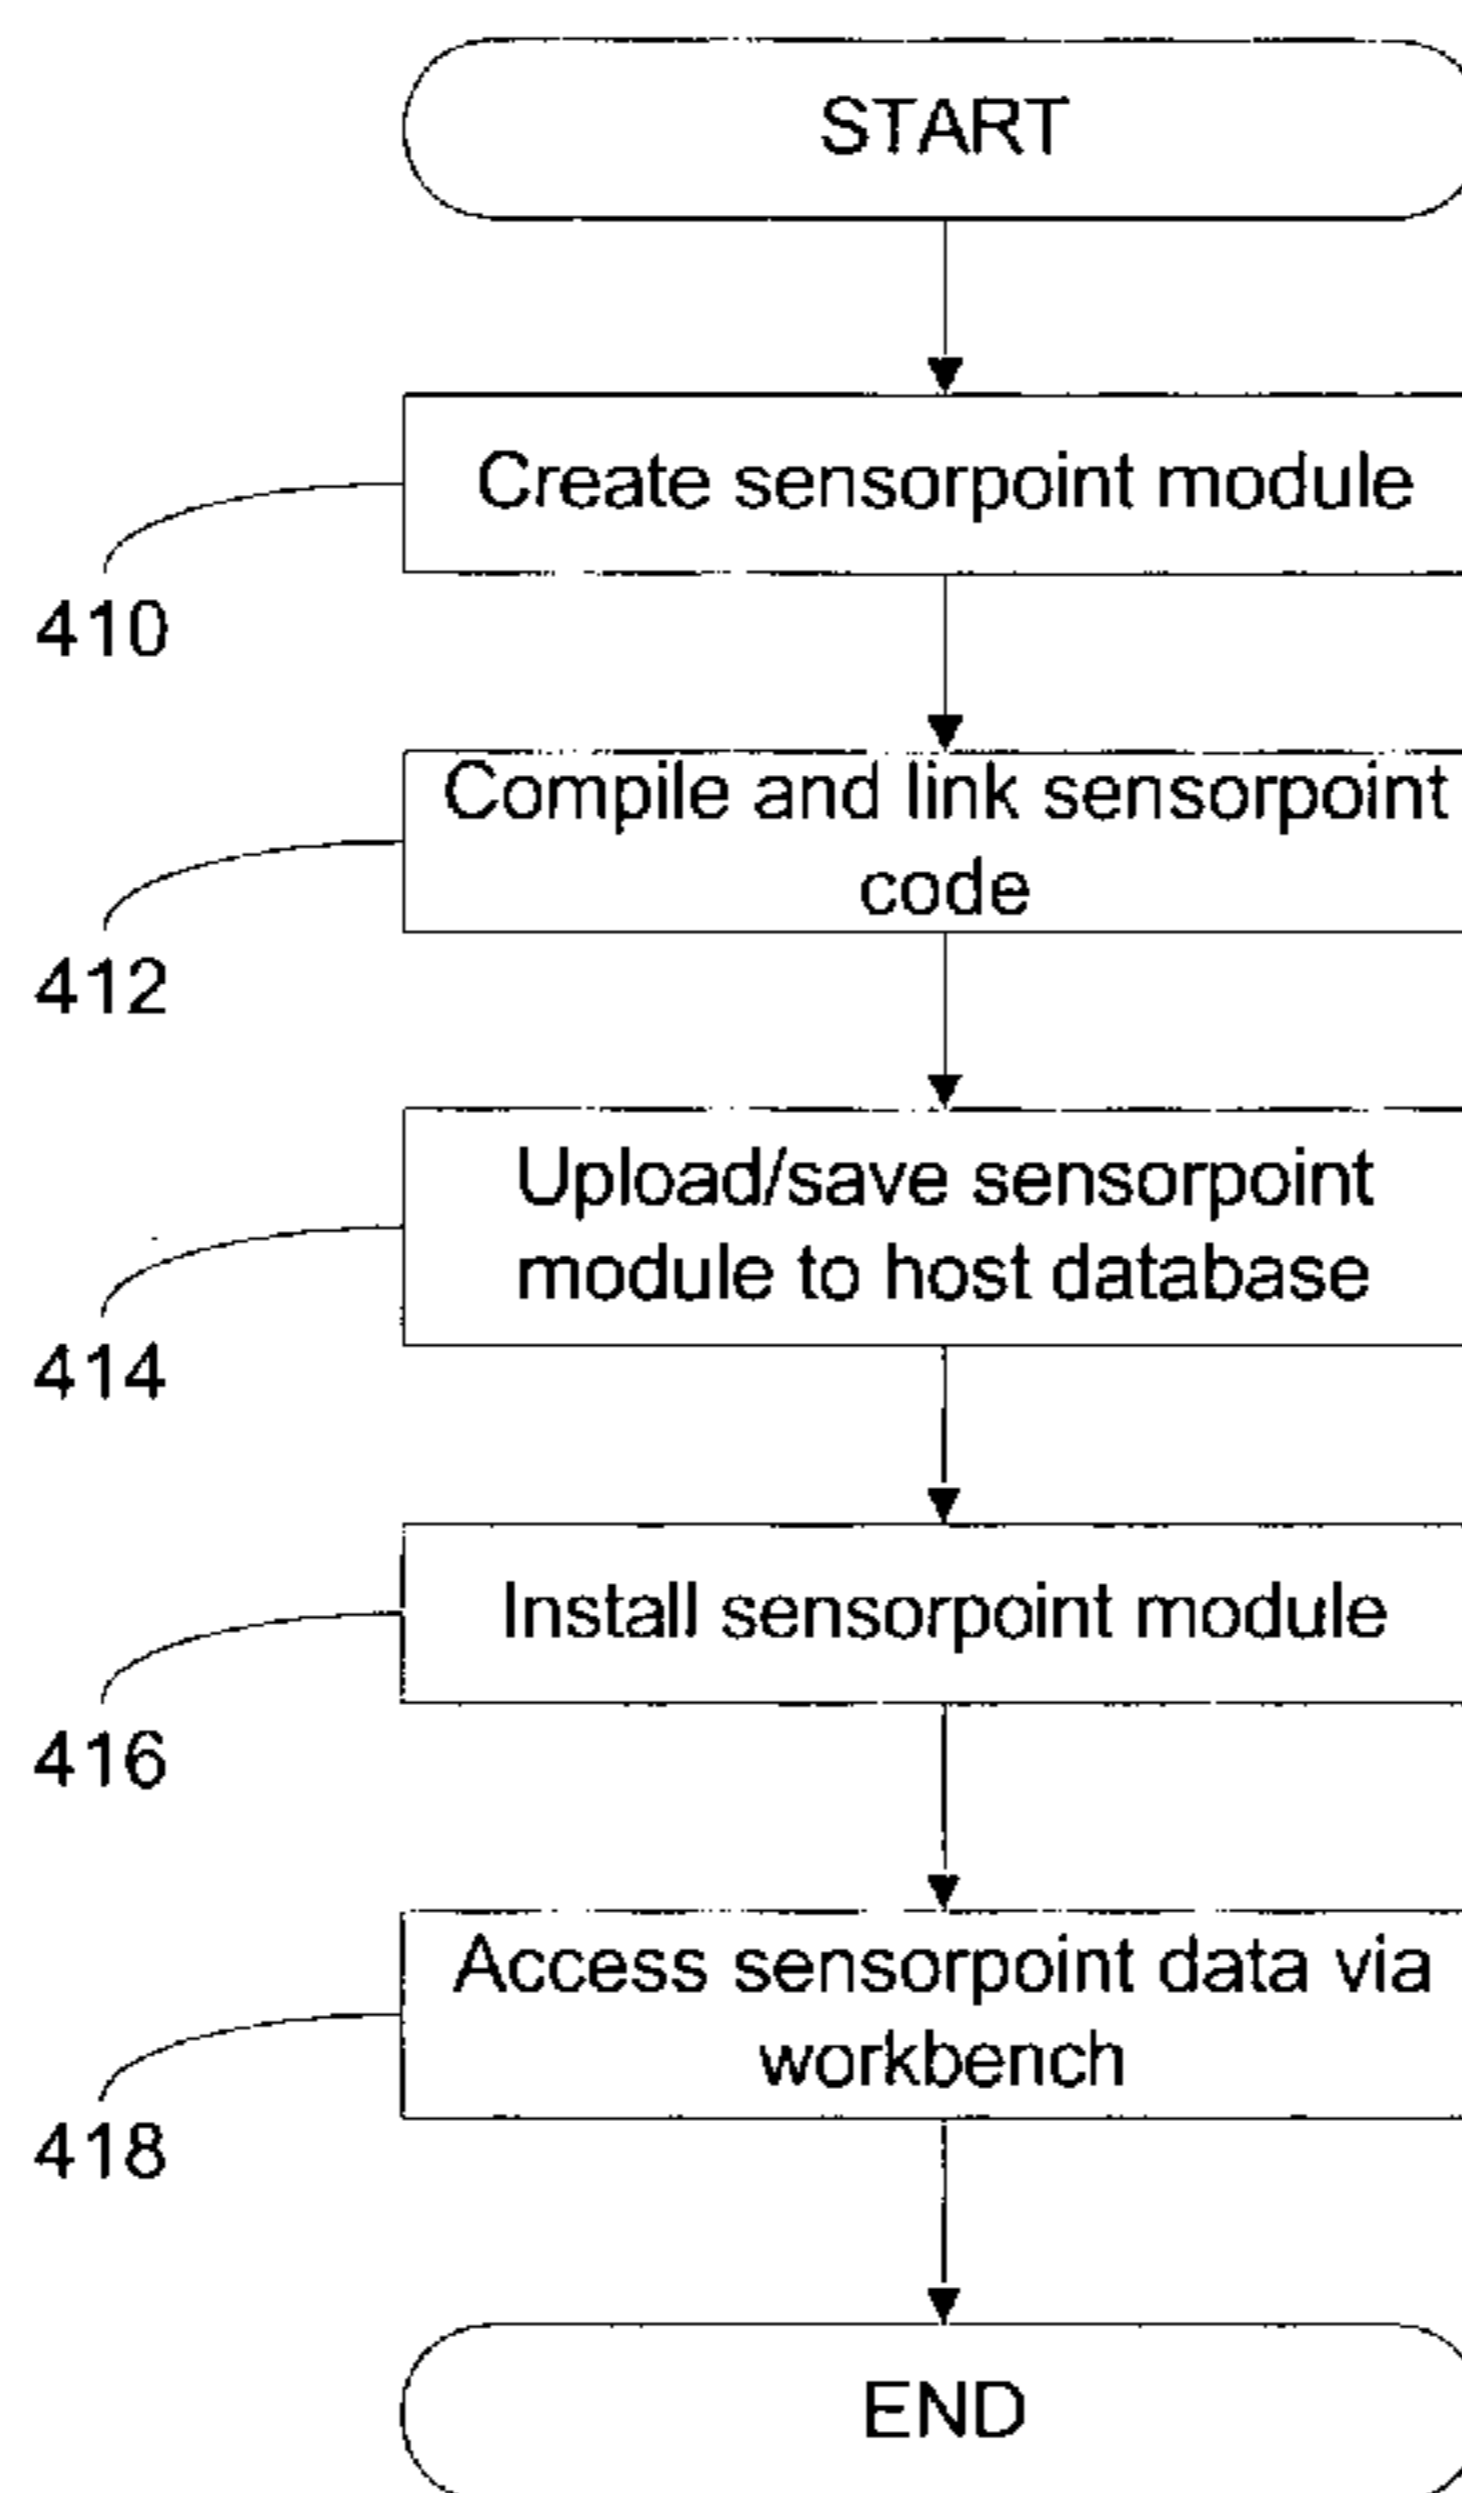 START
Create sensorpoint module
410
Compile and link sensorpoint
code
412
Upload/save sensorpoint
module to host database
414
Install sensorpoint module
416
Access sensorpoint data via
workbench
418
END